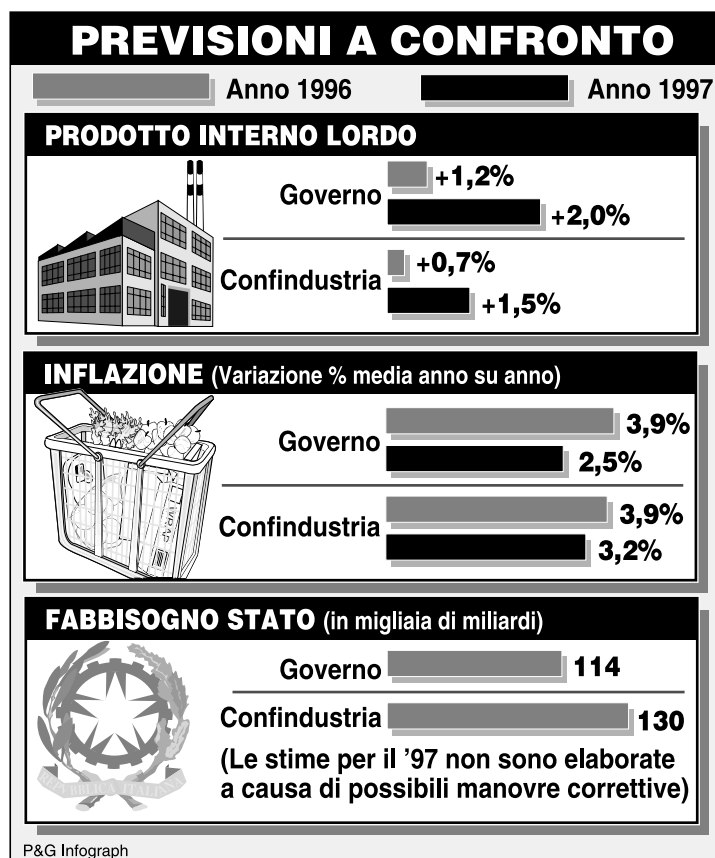 PREVISIONI A CONFRONTO
Anno 1996 Anno 1997
PRODOTTO INTERNO LORDO
Governo
+1,2%
+2,0%
Confindustria
+0,7%
+1,5%
INFLAZIONE (Variazione % media anno su anno)
Governo
3,9%
2,5%
Confindustria
3,9%
3,2%
FABBISOGNO STATO (in migliaia di miliardi)
Governo 114
Confindustria 130
(Le stime per il '97 non sono elaborate
a causa di possibili manovre correttive)
REPVBBLICA ITALIANA
P&G Infograph